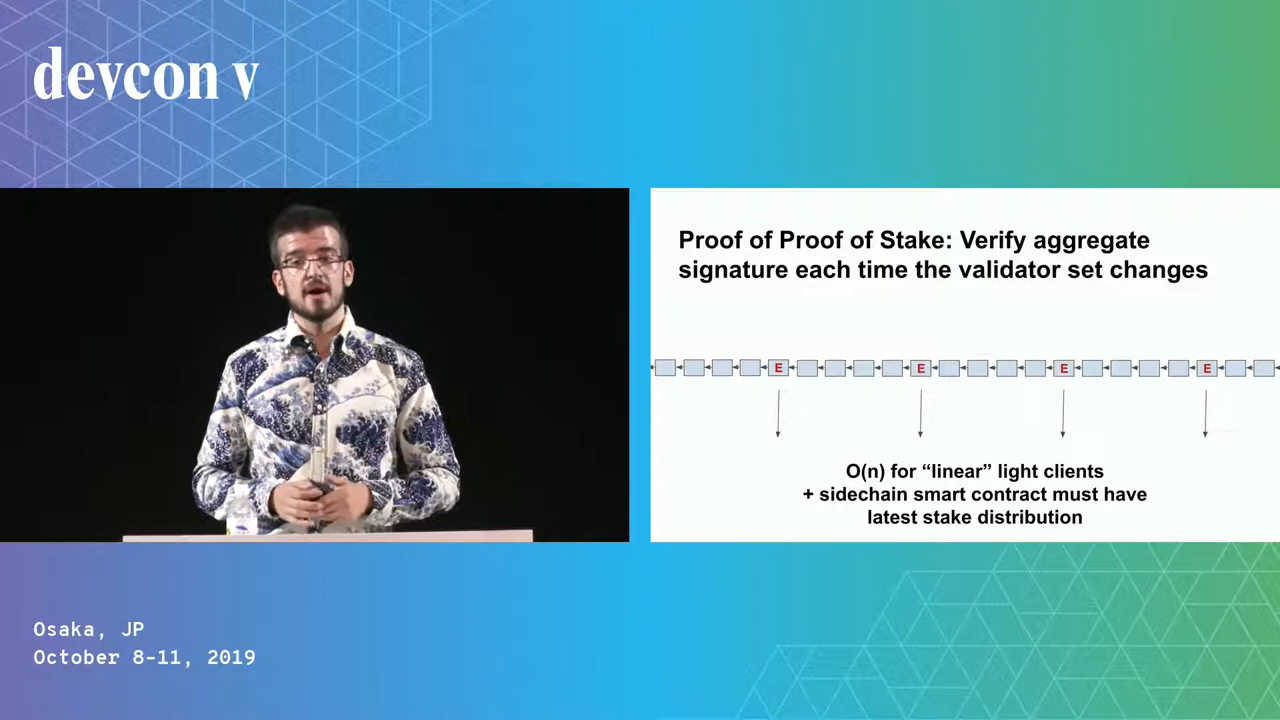 devcon v
Proof of Proof of Stake: Verify aggregate
signature each time the validator set changes
E E E E
O(n) for “linear” light clients
+ sidechain smart contract must have
latest stake distribution
Osaka, JP
October 8-11, 2019